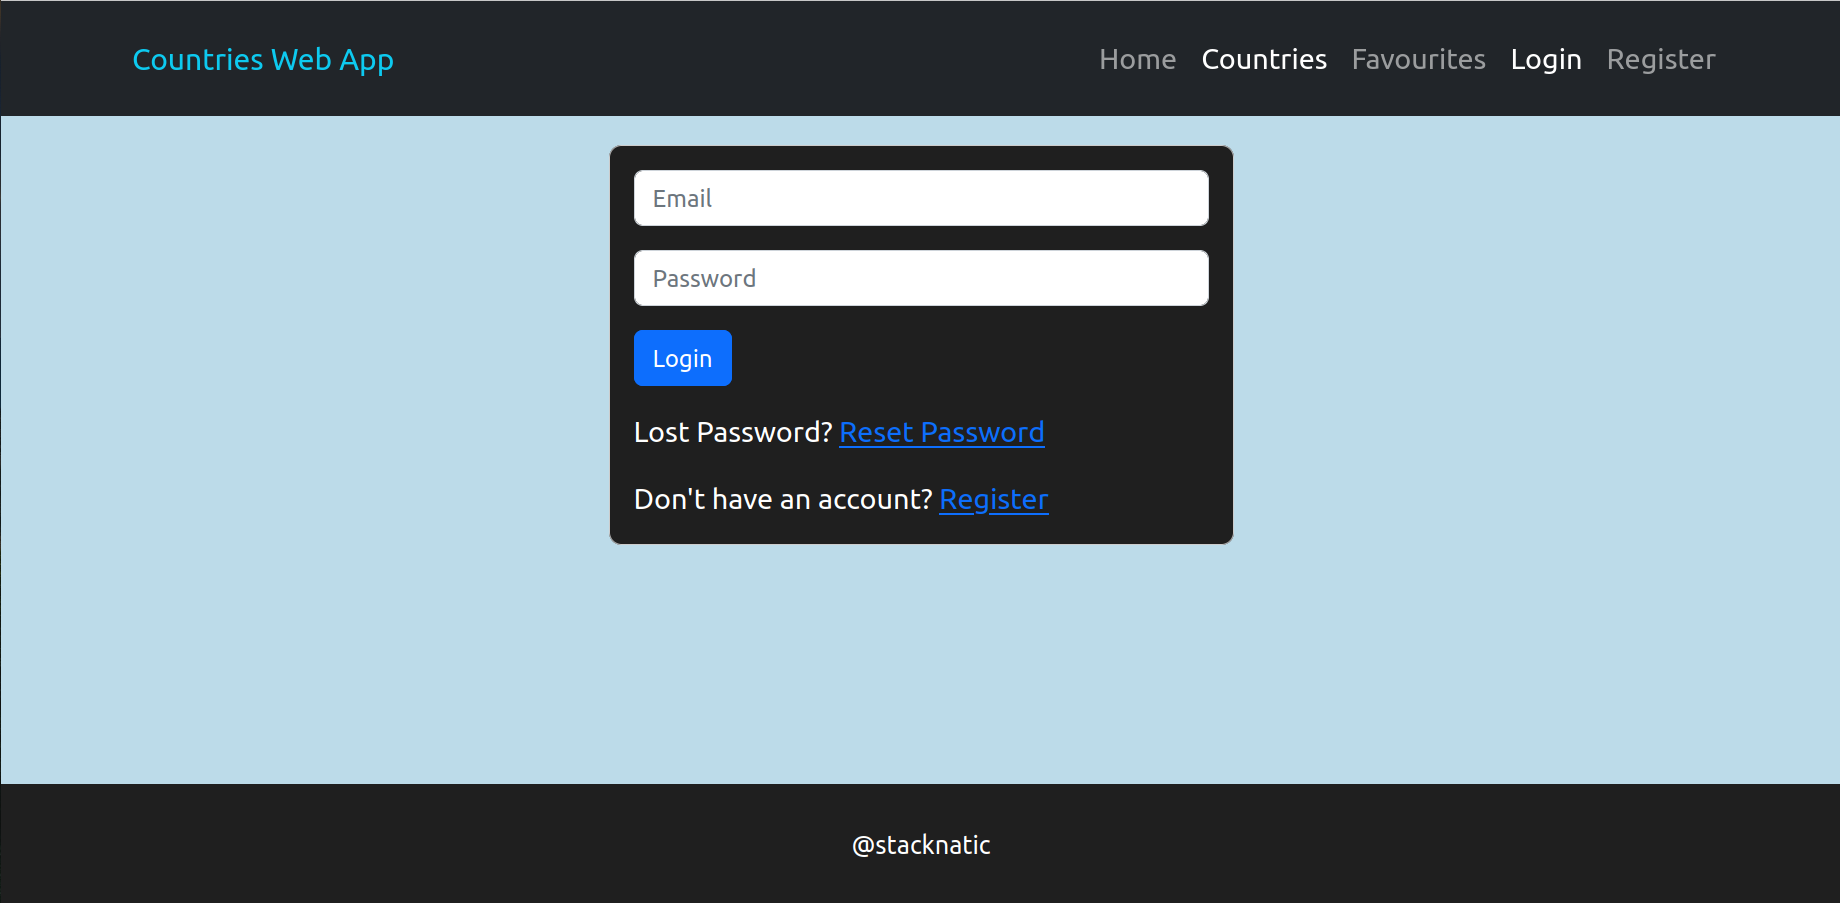 Countries Web App Home Countries Favourites Login Register
Email
Password
Login
Lost Password? Reset Password
Don't have an account? Register
@stacknatic